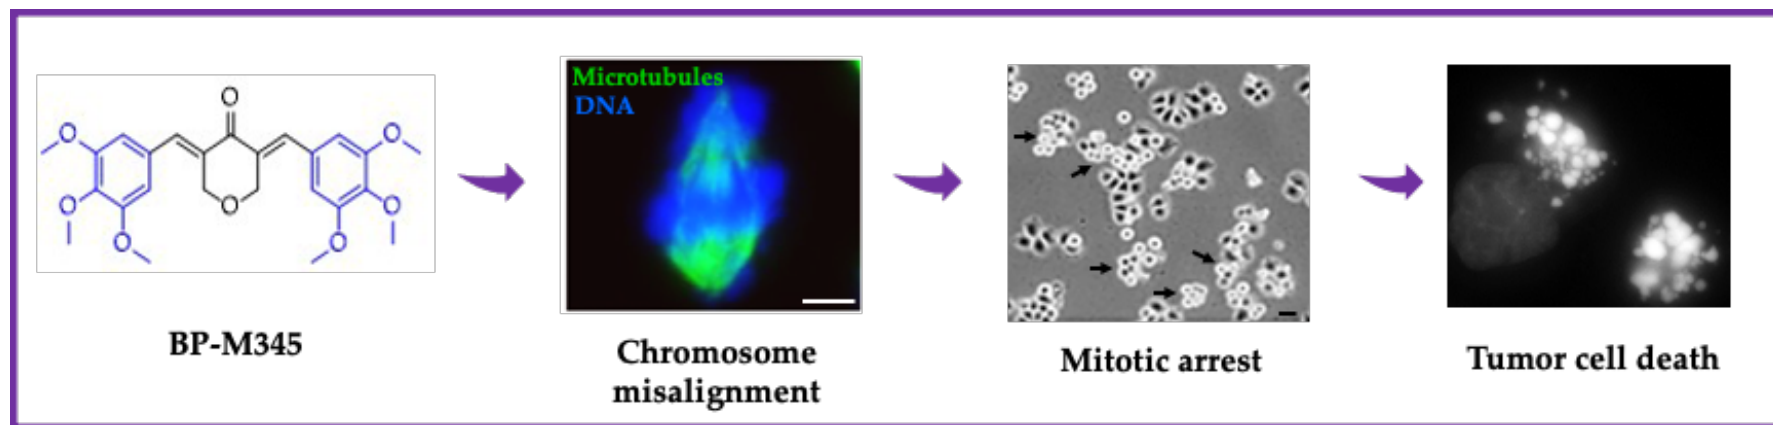 Microtubules
DNA
O
O
O
O
O
O
O
O
BP-M345
Chromosome
misalignment
Mitotic arrest
Tumor cell death